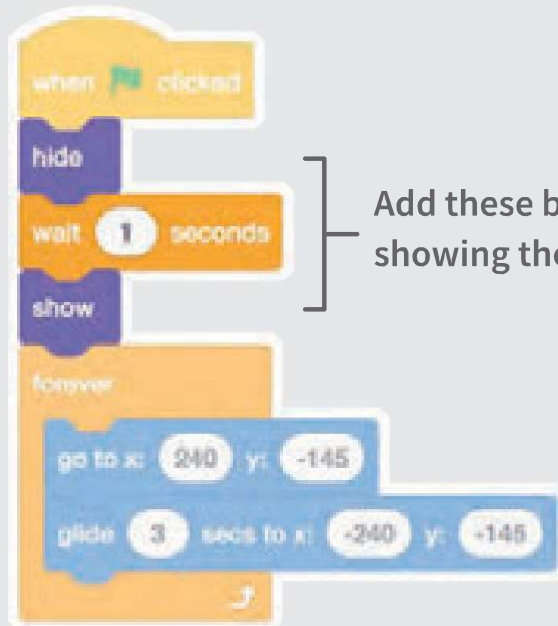 when clicked
hide
wait 1 seconds
show
forever
go to x: 240 y: -145
glide 3 secs to x: -240 y: -145
Add these b
showing the